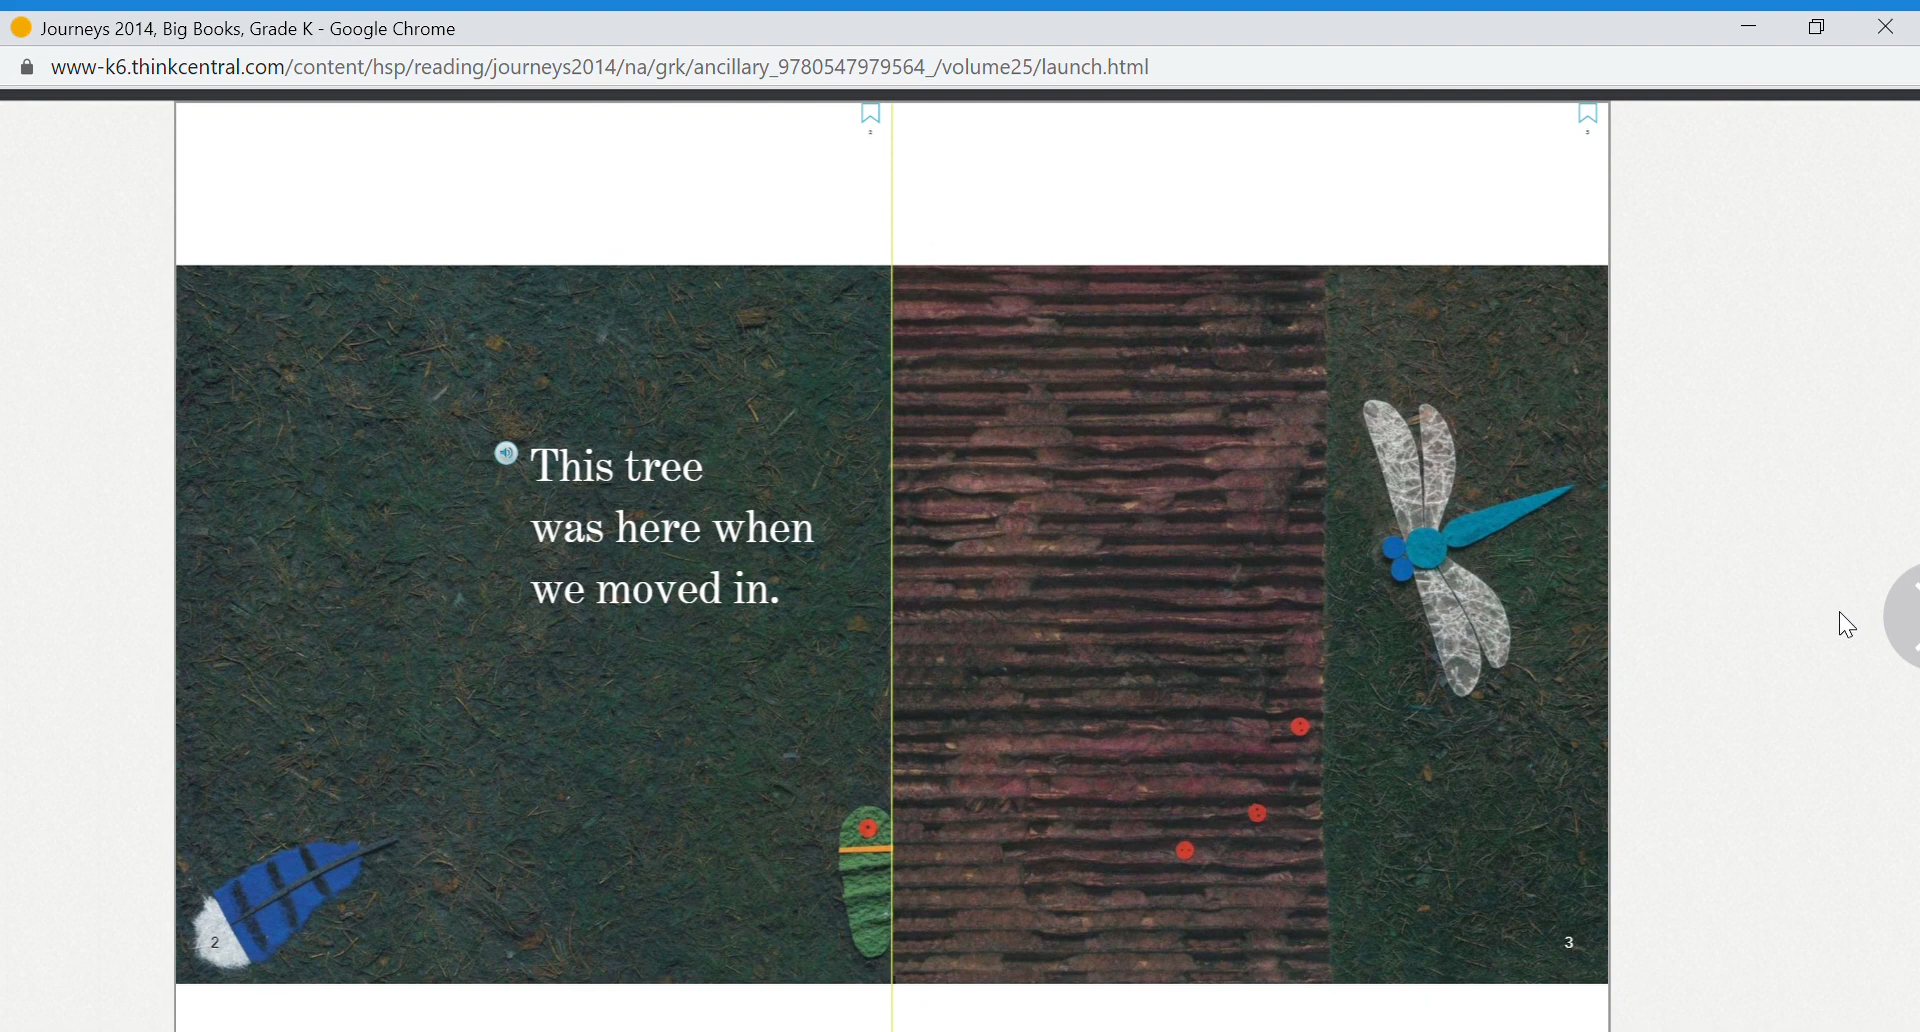 Journeys 2014, Big Books, Grade K - Google Chrome
www-k6.thinkcentral.com/content/hsp/reading/journeys2014/na/grk/ancillary_9780547979564_/volume25/launch.html
This tree
was here when
we moved in.
2
3